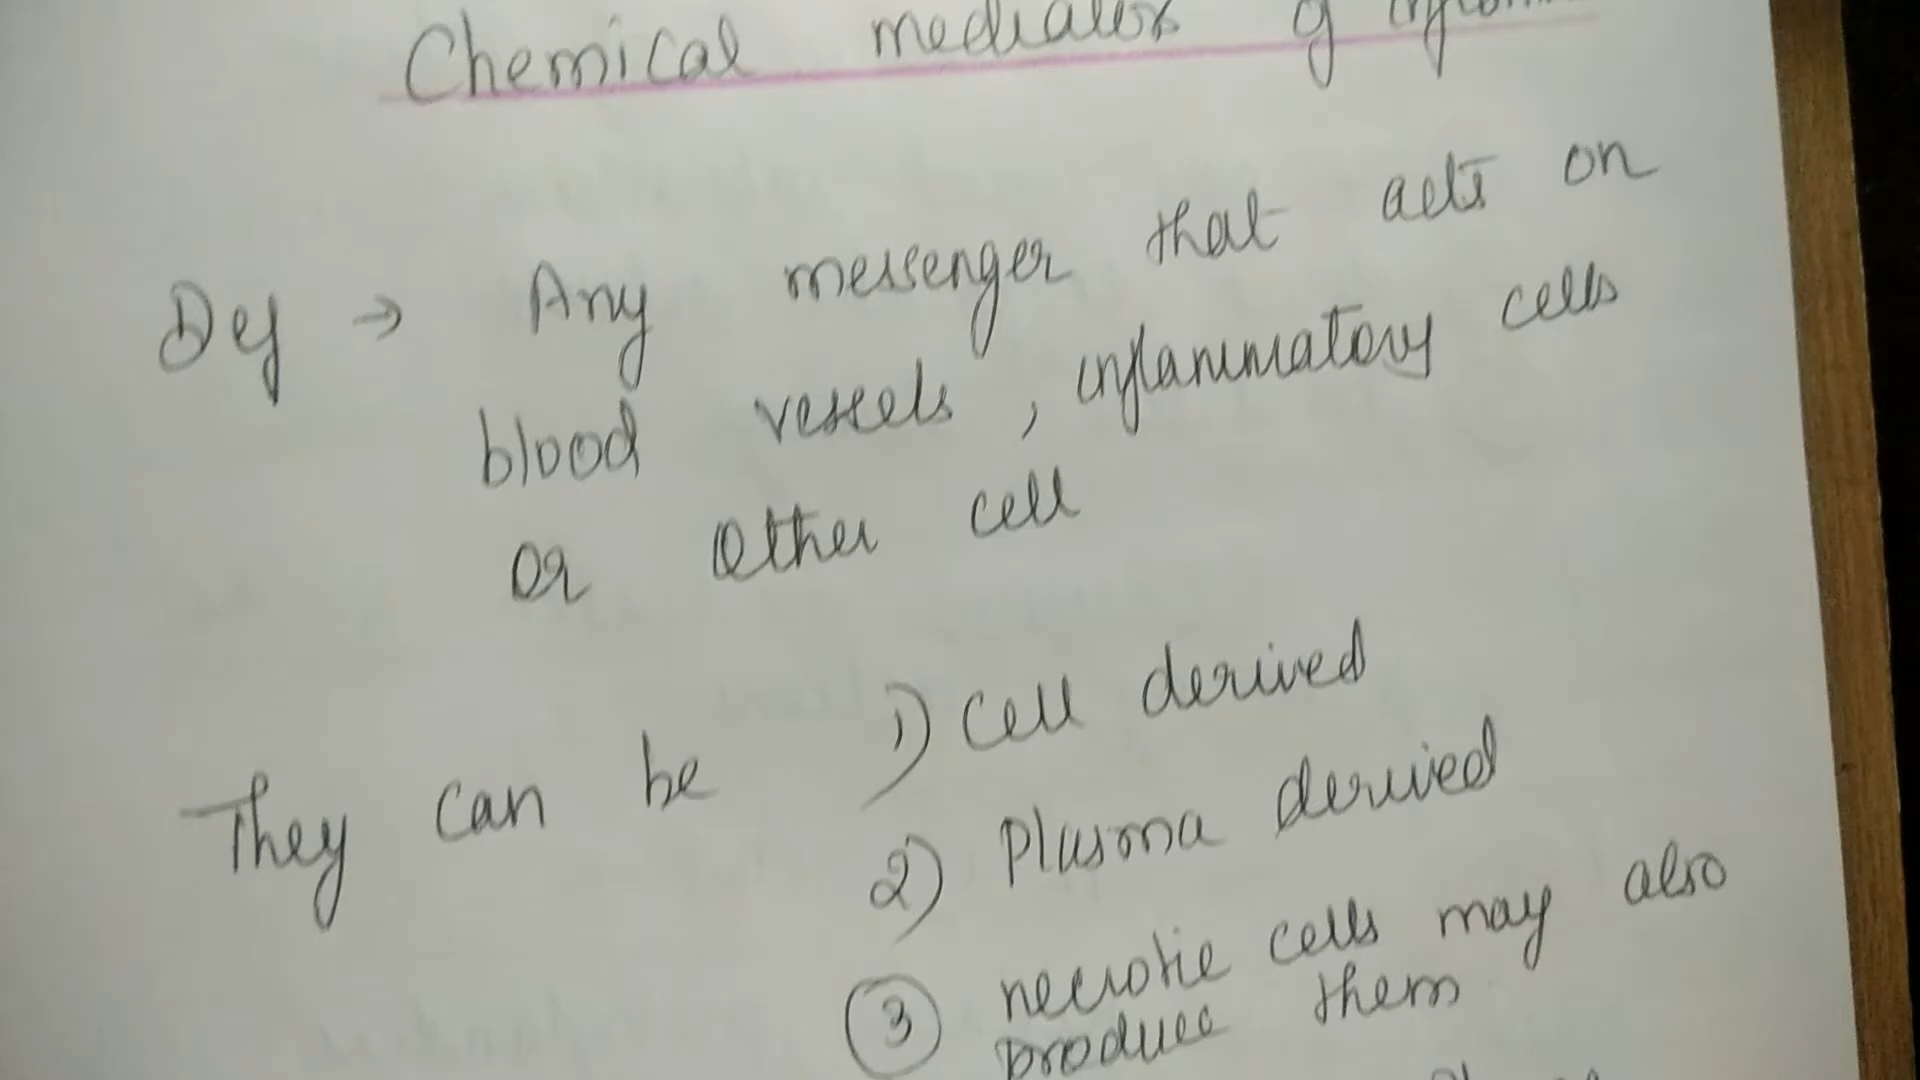 Chemical mediators of
Def → Any messenger that acts on
blood vessels, inflammatory cells
or other cell
They can be 1) Cell derived
2) Plasma derived
3 necrotic cells may also
produce them